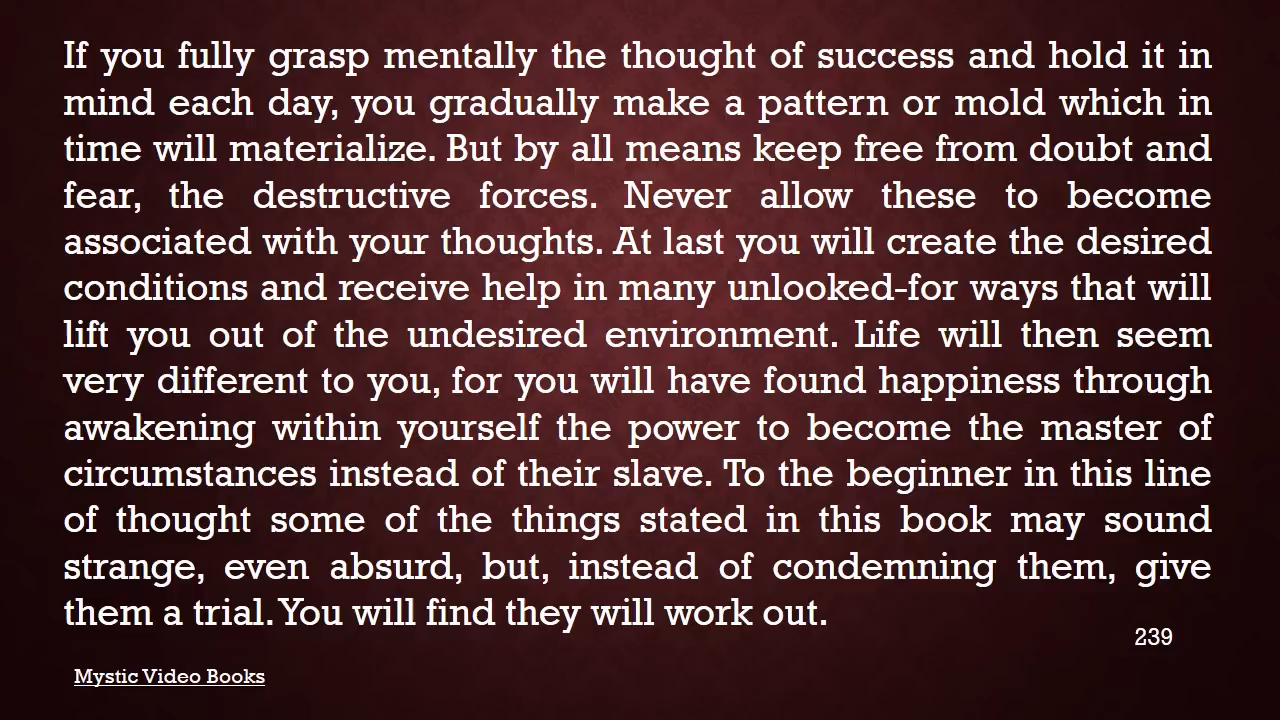 If you fully grasp mentally the thought of success and hold it in
mind each day, you gradually make a pattern or mold which in
time will materialize. But by all means keep free from doubt and
fear, the destructive forces. Never allow these to become
associated with your thoughts. At last you will create the desired
conditions and receive help in many unlooked-for ways that will
lift you out of the undesired environment. Life will then seem
very different to you, for you will have found happiness through
awakening within yourself the power to become the master of
circumstances instead of their slave. To the beginner in this line
of thought some of the things stated in this book may sound
strange, even absurd, but, instead of condemning them, give
them a trial. You will find they will work out.
239
Mystic Video Books